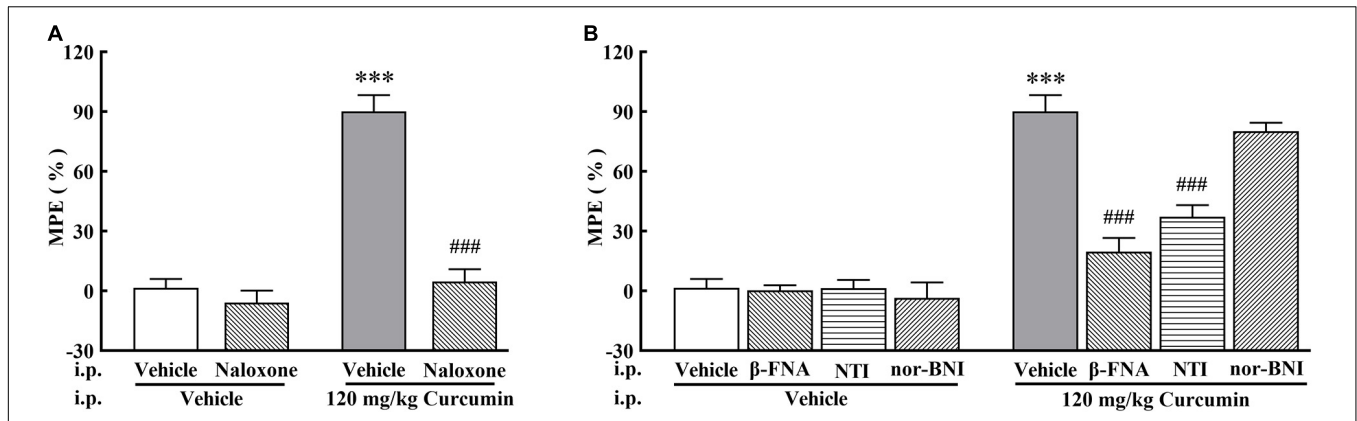 A
120
90
60
30
0
-30
MPE ( % )
***
###
i.p. Vehicle Naloxone Vehicle Naloxone
i.p. Vehicle 120 mg/kg Curcumin
B
120
90
60
30
0
-30
MPE ( % )
***
###
###
i.p. Vehicle β-FNA NTI nor-BNI Vehicle β-FNA NTI nor-BNI
i.p. Vehicle 120 mg/kg Curcumin